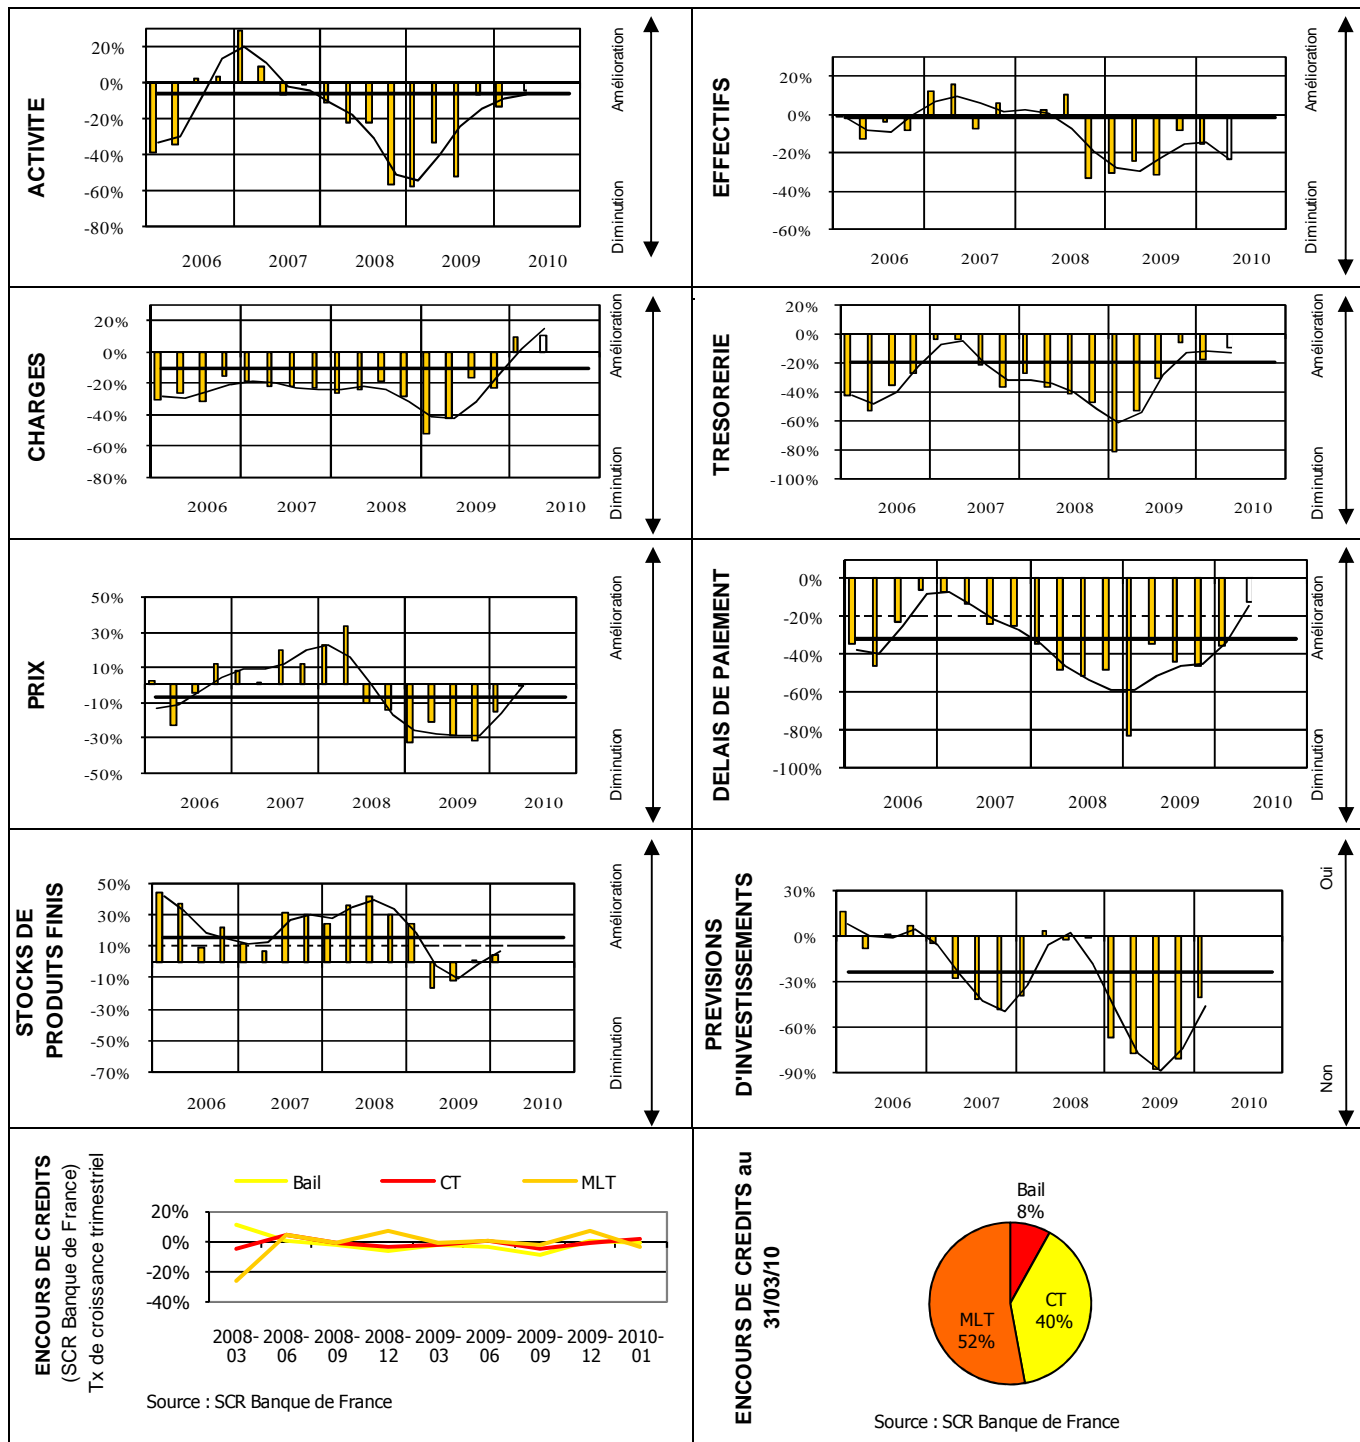 ACTIVITE
20%
0%
-20%
-40%
-60%
-80%
2006 2007 2008 2009 2010
Amélioration
Diminution
EFFECTIFS
20%
0%
-20%
-40%
-60%
2006 2007 2008 2009 2010
Amélioration
Diminution
CHARGES
20%
0%
-20%
-40%
-60%
-80%
2006 2007 2008 2009 2010
Amélioration
Diminution
TRESORERIE
20%
0%
-20%
-40%
-60%
-80%
-100%
2006 2007 2008 2009 2010
Amélioration
Diminution
PRIX
50%
30%
10%
-10%
-30%
-50%
2006 2007 2008 2009 2010
Amélioration
Diminution
DELAIS DE PAIEMENT
0%
-20%
-40%
-60%
-80%
-100%
2006 2007 2008 2009 2010
Amélioration
Diminution
STOCKS DE
PRODUITS FINIS
50%
30%
10%
-10%
-30%
-50%
-70%
2006 2007 2008 2009 2010
Amélioration
Diminution
PREVISIONS
D'INVESTISSEMENTS
30%
0%
-30%
-60%
-90%
2006 2007 2008 2009 2010
Oui
Non
ENCOURS DE CREDITS
(SCR Banque de France)
Tx de croissance trimestriel
Bail CT MLT
20%
0%
-20%
-40%
2008- 2008- 2008- 2008- 2009- 2009- 2009- 2009- 2010-
03 06 09 12 03 06 09 12 01
Source : SCR Banque de France
ENCOURS DE CREDITS au
31/03/10
Bail
8%
CT
40%
MLT
52%
Source : SCR Banque de France